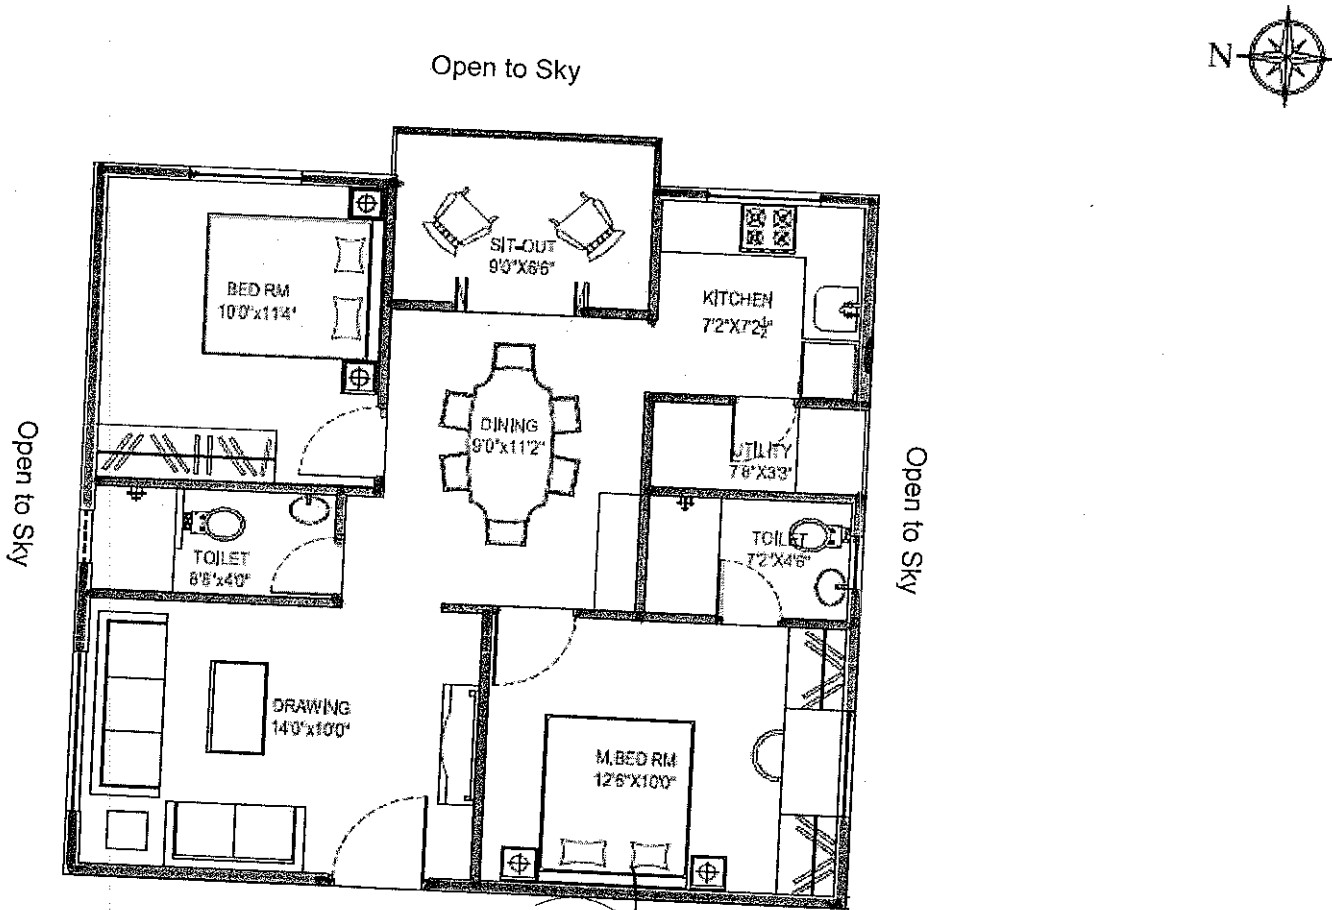 Open to Sky
N
SIT-OUT
9'0"X6'6"
BED RM
10'0"x11'4"
KITCHEN
7'2"X7'2½"
DINING
9'0"x11'2"
UTILITY
7'8"X3'3"
Open to Sky
Open to Sky
TOILET
8'6"x4'0"
TOILET
7'2"X4'6"
DRAWING
14'0"x10'0"
M.BED RM
12'6"X10'0"